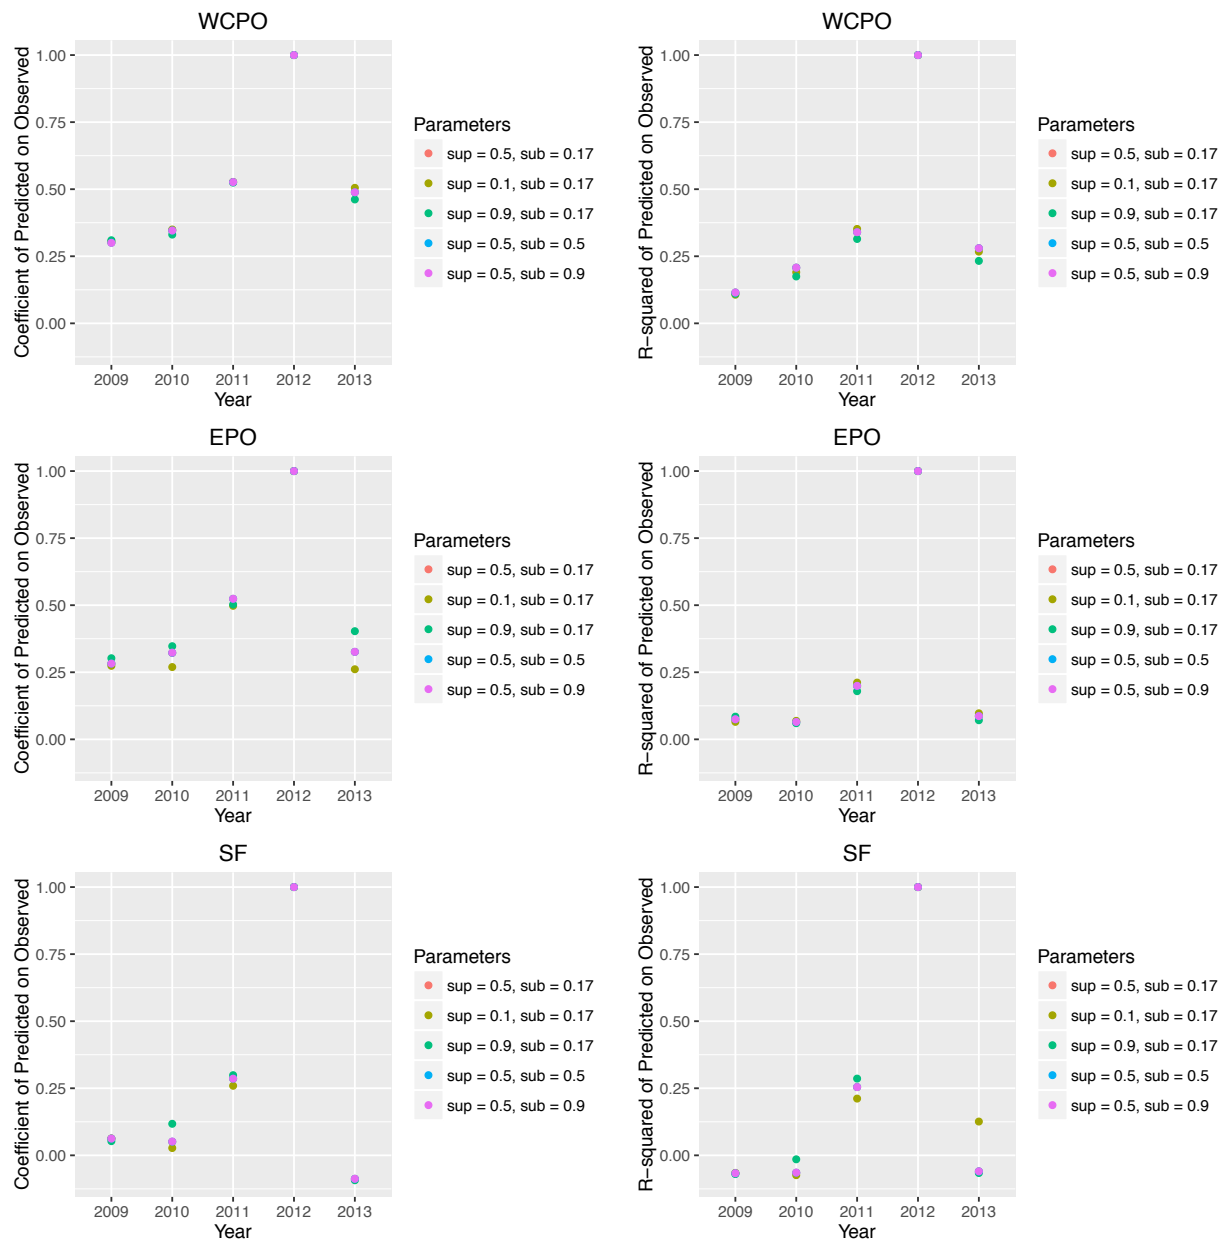 WCPO
Coefficient of Predicted on Observed
1.00
0.75
0.50
0.25
0.00
2009 2010 2011 2012 2013
Year
Parameters
sup = 0.5, sub = 0.17
sup = 0.1, sub = 0.17
sup = 0.9, sub = 0.17
sup = 0.5, sub = 0.5
sup = 0.5, sub = 0.9
WCPO
R−squared of Predicted on Observed
1.00
0.75
0.50
0.25
0.00
2009 2010 2011 2012 2013
Year
Parameters
sup = 0.5, sub = 0.17
sup = 0.1, sub = 0.17
sup = 0.9, sub = 0.17
sup = 0.5, sub = 0.5
sup = 0.5, sub = 0.9
EPO
Coefficient of Predicted on Observed
1.00
0.75
0.50
0.25
0.00
2009 2010 2011 2012 2013
Year
Parameters
sup = 0.5, sub = 0.17
sup = 0.1, sub = 0.17
sup = 0.9, sub = 0.17
sup = 0.5, sub = 0.5
sup = 0.5, sub = 0.9
EPO
R−squared of Predicted on Observed
1.00
0.75
0.50
0.25
0.00
2009 2010 2011 2012 2013
Year
Parameters
sup = 0.5, sub = 0.17
sup = 0.1, sub = 0.17
sup = 0.9, sub = 0.17
sup = 0.5, sub = 0.5
sup = 0.5, sub = 0.9
SF
Coefficient of Predicted on Observed
1.00
0.75
0.50
0.25
0.00
2009 2010 2011 2012 2013
Year
Parameters
sup = 0.5, sub = 0.17
sup = 0.1, sub = 0.17
sup = 0.9, sub = 0.17
sup = 0.5, sub = 0.5
sup = 0.5, sub = 0.9
SF
R−squared of Predicted on Observed
1.00
0.75
0.50
0.25
0.00
2009 2010 2011 2012 2013
Year
Parameters
sup = 0.5, sub = 0.17
sup = 0.1, sub = 0.17
sup = 0.9, sub = 0.17
sup = 0.5, sub = 0.5
sup = 0.5, sub = 0.9